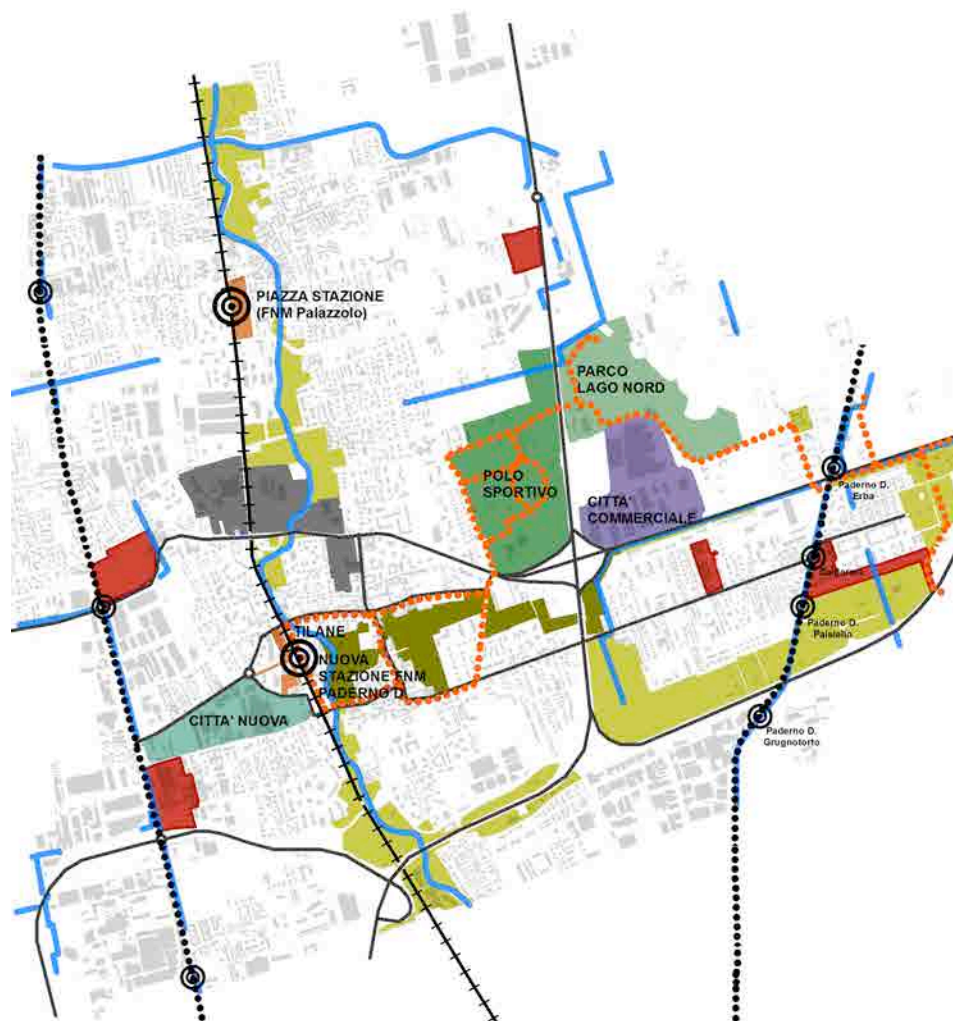 PIAZZA STAZIONE
(FNM Palazzolo)
PARCO
LAGO NORD
POLO
SPORTIVO
CITTA'
COMMERCIALE
Paderno D.
Erba
Paderno D.
Paisiello
TILANE
NUOVA
STAZIONE FNM
PADERNO D.
CITTA' NUOVA
Paderno D.
Grugnotorto